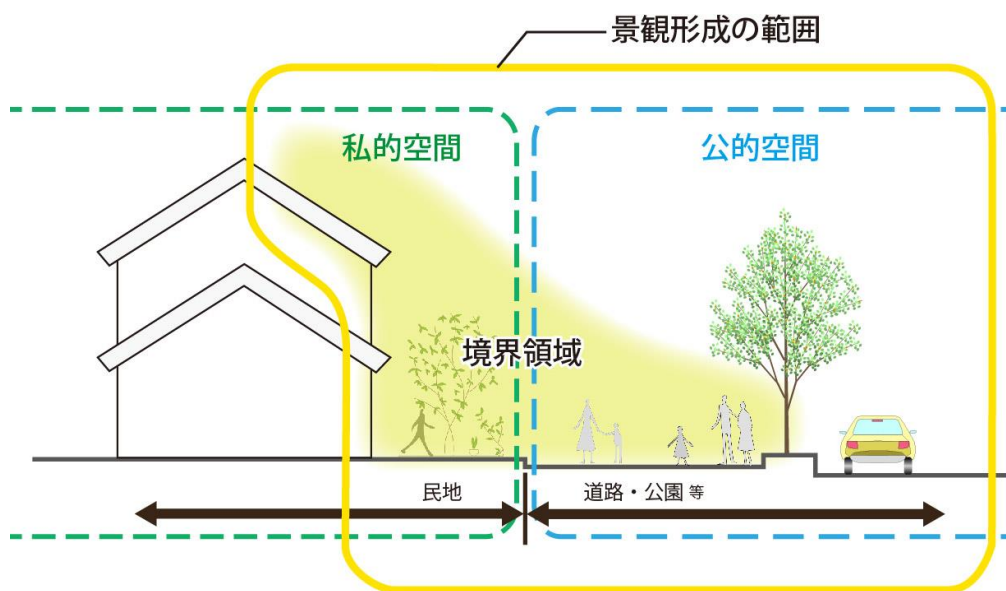 景観形成の範囲
私的空間
公的空間
境界領域
民地
道路・公園 等